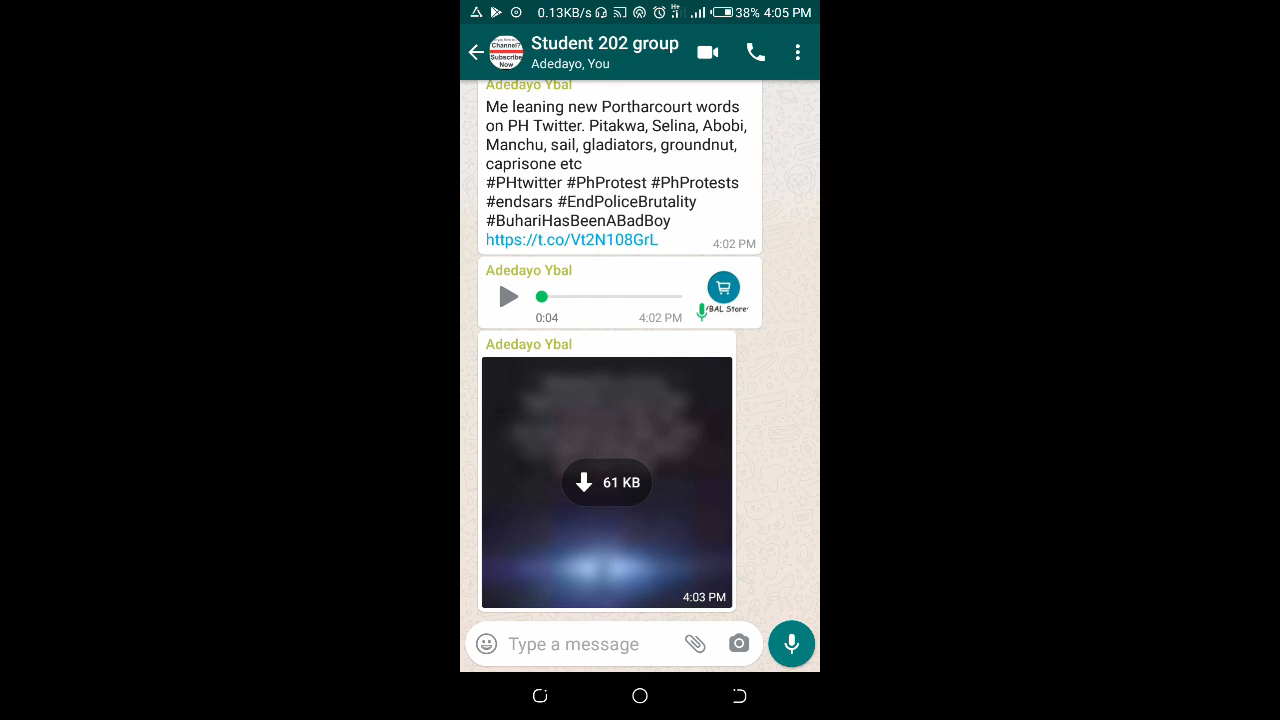 0.13KB/s 38% 4:05 PM
Channel?
Subscribe
Now
Student 202 group
Adedayo, You
Adedayo Ybal
Me leaning new Portharcourt words
on PH Twitter. Pitakwa, Selina, Abobi,
Manchu, sail, gladiators, groundnut,
caprisone etc
#PHtwitter #PhProtest #PhProtests
#endsars #EndPoliceBrutality
#BuhariHasBeenABadBoy
https://t.co/Vt2N108GrL
4:02 PM
Adedayo Ybal
BAL Store
0:04 4:02 PM
Adedayo Ybal
61 KB
4:03 PM
Type a message